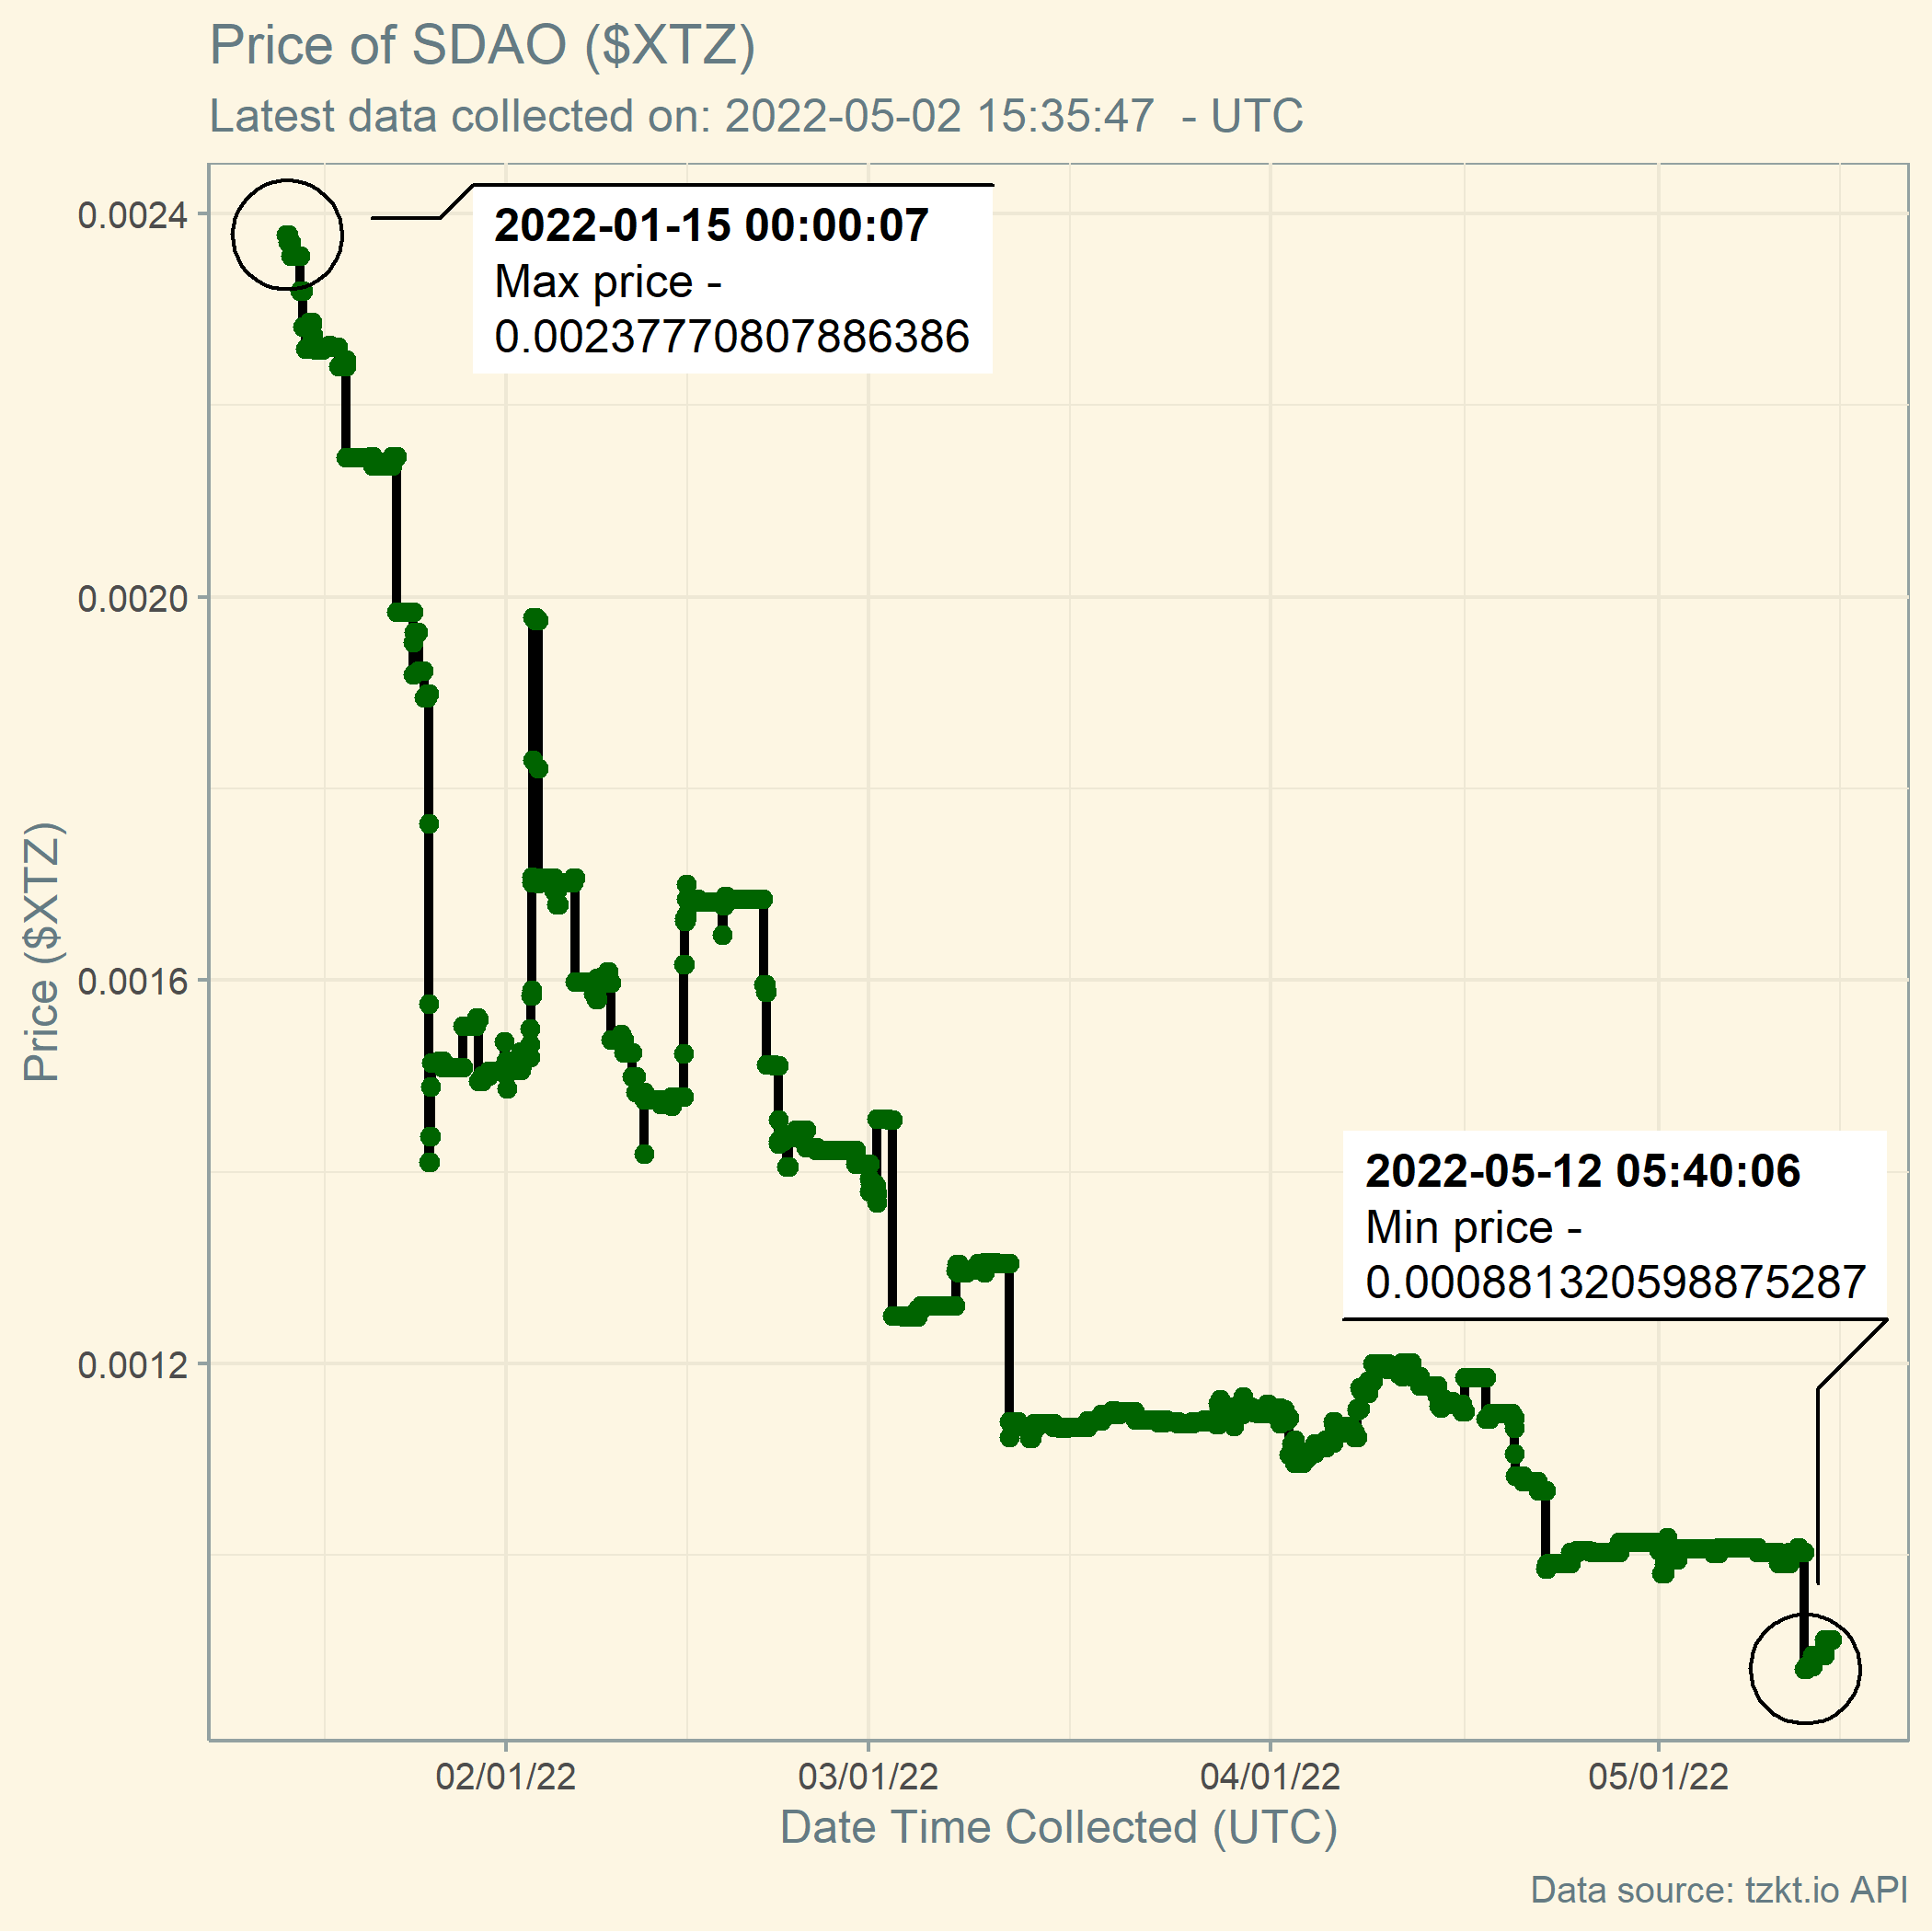 Price of SDAO ($XTZ)
Latest data collected on: 2022-05-02 15:35:47  - UTC
2022-01-15 00:00:07
Max price -
0.00237770807886386
2022-05-12 05:40:06
Min price -
0.000881320598875287
Price ($XTZ)
0.0024
0.0020
0.0016
0.0012
02/01/22
03/01/22
04/01/22
05/01/22
Date Time Collected (UTC)
Data source: tzkt.io API